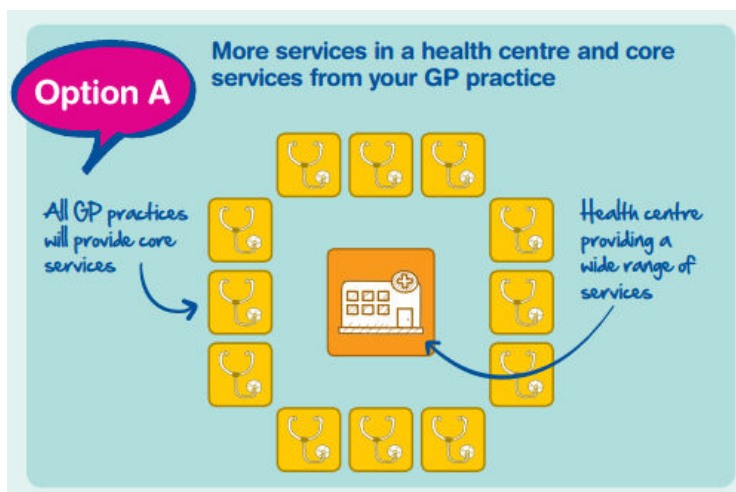 More services in a health centre and core
services from your GP practice
Option A
All GP practices
will provide core
services
Health centre
providing a
wide range of
services